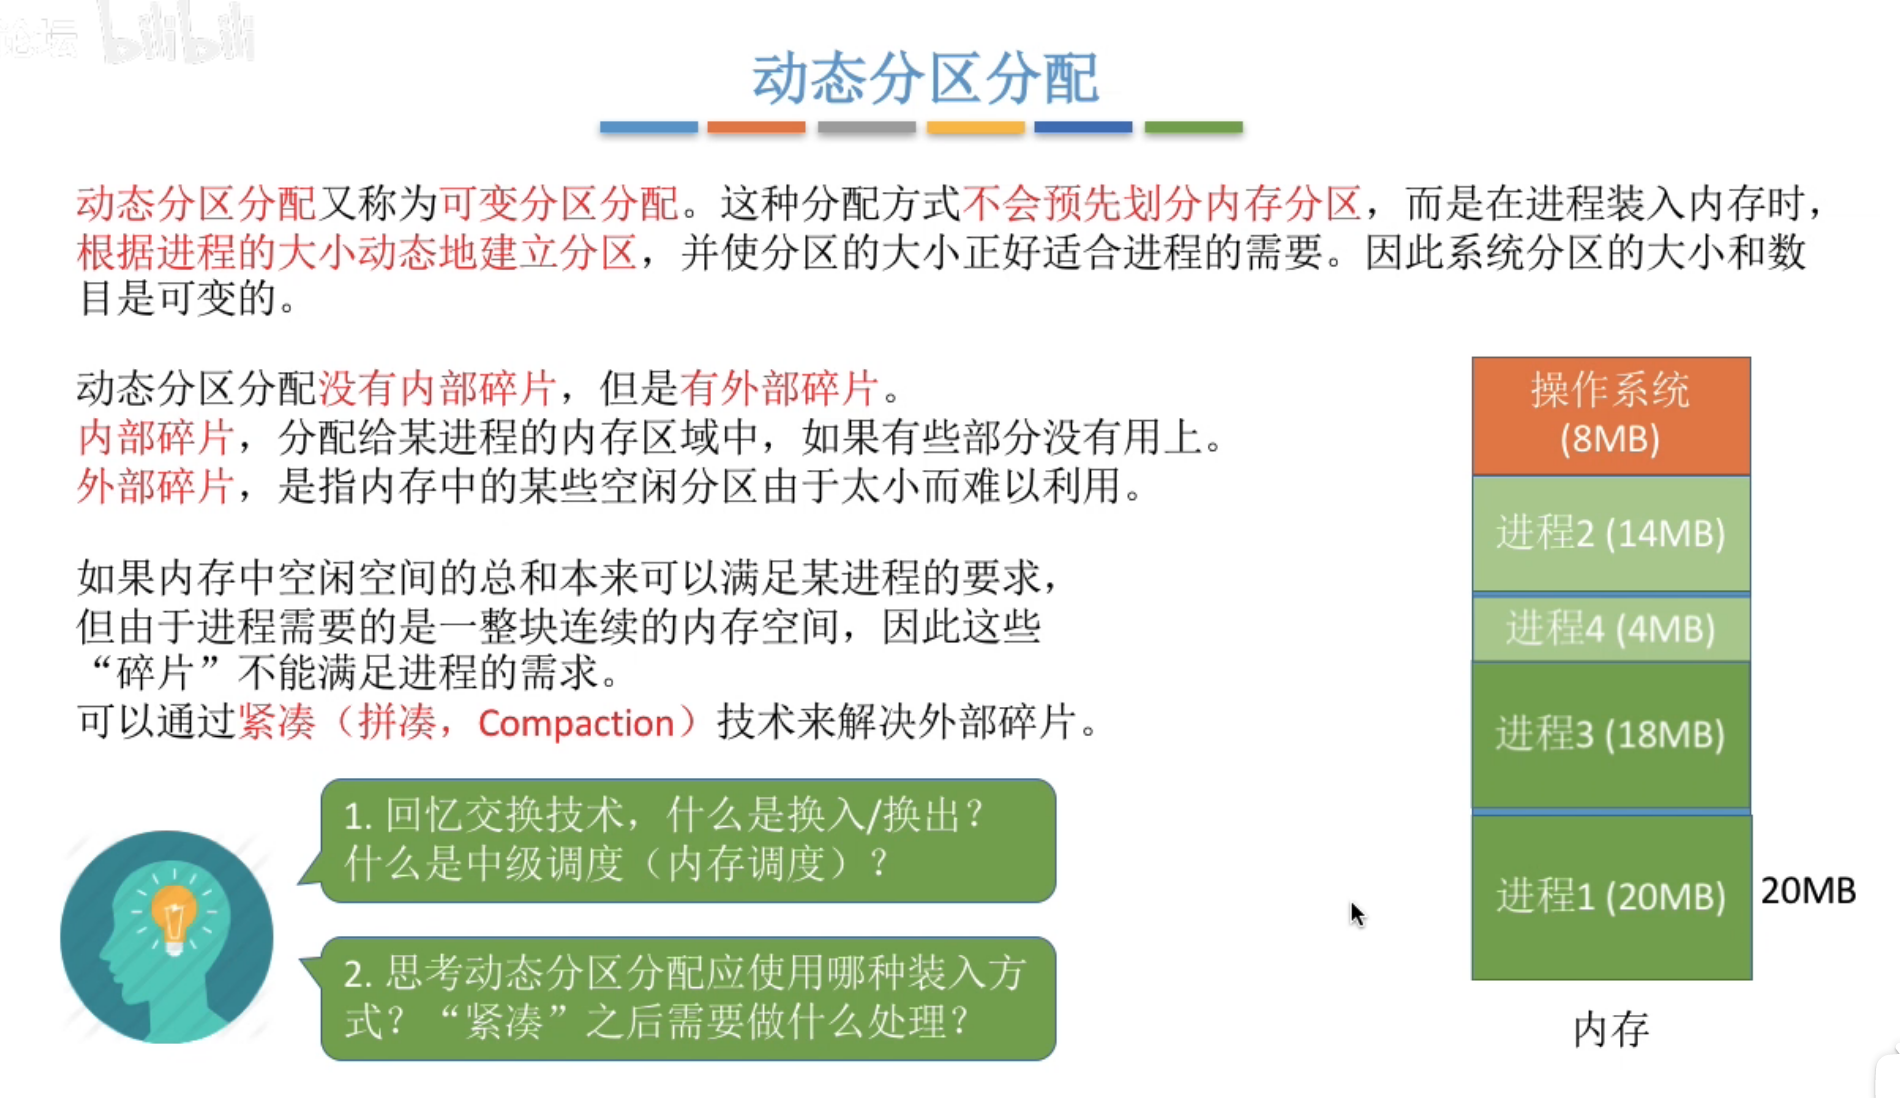 论坛 bilibili
动态分区分配
动态分区分配又称为可变分区分配。这种分配方式不会预先划分内存分区，而是在进程装入内存时，
根据进程的大小动态地建立分区，并使分区的大小正好适合进程的需要。因此系统分区的大小和数
目是可变的。
动态分区分配没有内部碎片，但是有外部碎片。
内部碎片，分配给某进程的内存区域中，如果有些部分没有用上。
外部碎片，是指内存中的某些空闲分区由于太小而难以利用。
如果内存中空闲空间的总和本来可以满足某进程的要求，
但由于进程需要的是一整块连续的内存空间，因此这些
“碎片”不能满足进程的需求。
可以通过紧凑（拼凑，Compaction）技术来解决外部碎片。
1. 回忆交换技术，什么是换入/换出？
什么是中级调度（内存调度）？
2. 思考动态分区分配应使用哪种装入方
式？“紧凑”之后需要做什么处理？
操作系统
(8MB)
进程2 (14MB)
进程4 (4MB)
进程3 (18MB)
进程1 (20MB)
20MB
内存